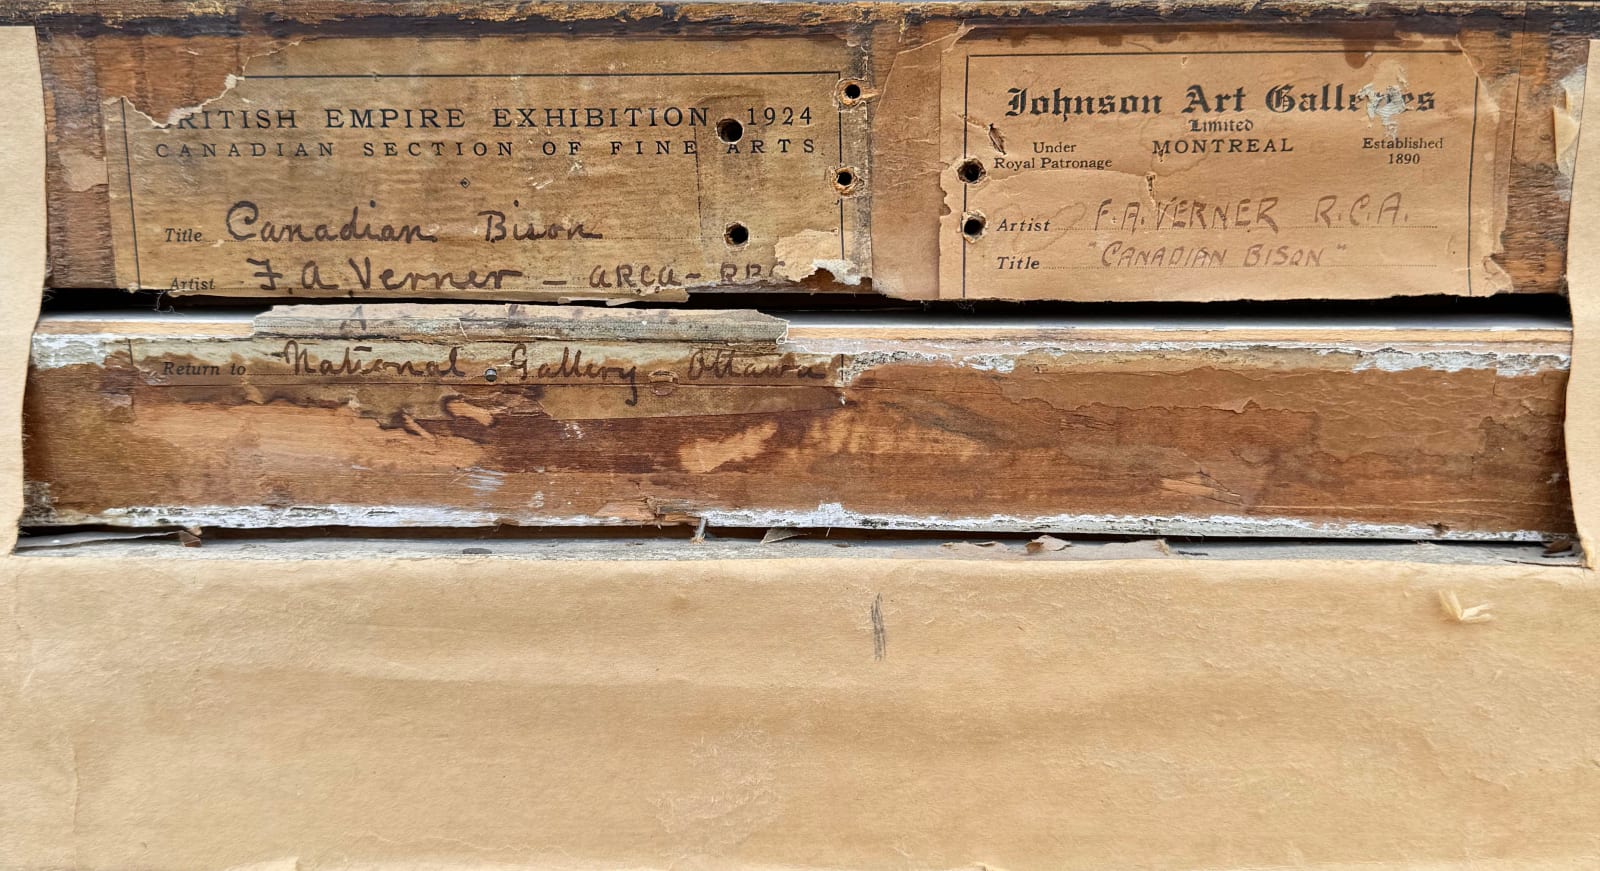 BRITISH EMPIRE EXHIBITION, 1924
CANADIAN SECTION OF FINE ARTS
Title Canadian Bison
Artist F. A. Verner — ARCA —
Return to National Gallery — Ottawa
Johnson Art Galleries
Limited
Under Royal Patronage
MONTREAL
Established 1890
Artist F. A. VERNER R.C.A.
Title "CANADIAN BISON"